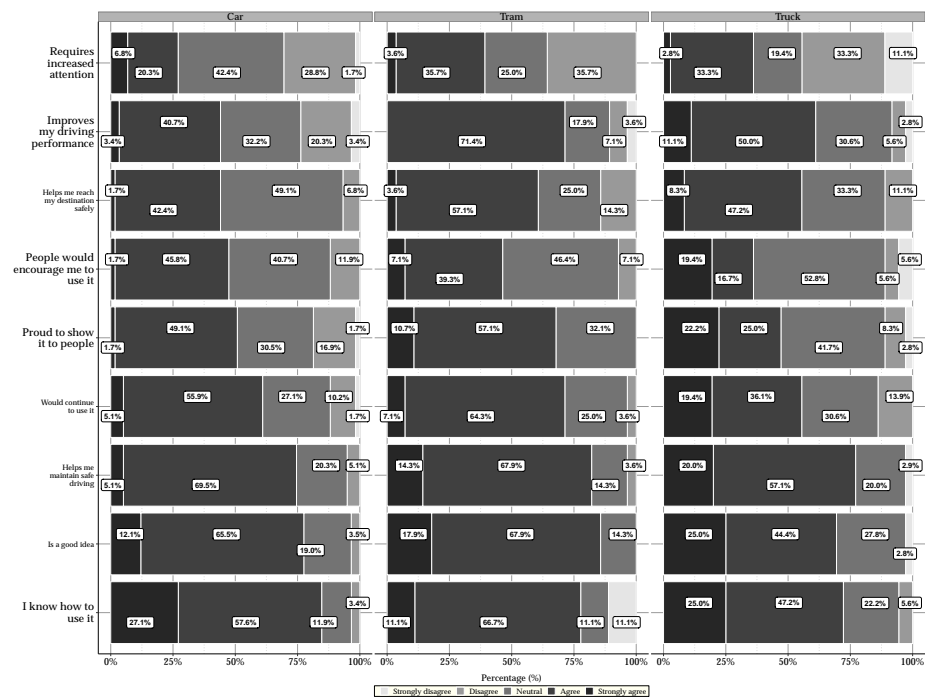 Car Tram Truck
Requires
increased
attention
6.8% 20.3% 42.4% 28.8% 1.7% 3.6% 35.7% 25.0% 35.7% 2.8% 33.3% 19.4% 33.3% 11.1%
Improves
my driving
performance
3.4% 40.7% 32.2% 20.3% 3.4% 71.4% 17.9% 7.1% 3.6% 11.1% 50.0% 30.6% 5.6% 2.8%
Helps me reach
my destination
safely
1.7% 42.4% 49.1% 6.8% 3.6% 57.1% 25.0% 14.3% 8.3% 47.2% 33.3% 11.1%
People would
encourage me to
use it
1.7% 45.8% 40.7% 11.9% 7.1% 39.3% 46.4% 7.1% 19.4% 16.7% 52.8% 5.6% 5.6%
Proud to show
it to people
1.7% 49.1% 30.5% 16.9% 1.7% 10.7% 57.1% 32.1% 22.2% 25.0% 41.7% 8.3% 2.8%
Would continue
to use it
5.1% 55.9% 27.1% 10.2% 1.7% 7.1% 64.3% 25.0% 3.6% 19.4% 36.1% 30.6% 13.9%
Helps me
maintain safe
driving
5.1% 69.5% 20.3% 5.1% 14.3% 67.9% 14.3% 3.6% 20.0% 57.1% 20.0% 2.9%
Is a good idea
12.1% 65.5% 19.0% 3.5% 17.9% 67.9% 14.3% 25.0% 44.4% 27.8% 2.8%
I know how to
use it
27.1% 57.6% 11.9% 3.4% 11.1% 66.7% 11.1% 11.1% 25.0% 47.2% 22.2% 5.6%
0% 25% 50% 75% 100% 0% 25% 50% 75% 100% 0% 25% 50% 75% 100%
Percentage (%)
Strongly disagree Disagree Neutral Agree Strongly agree